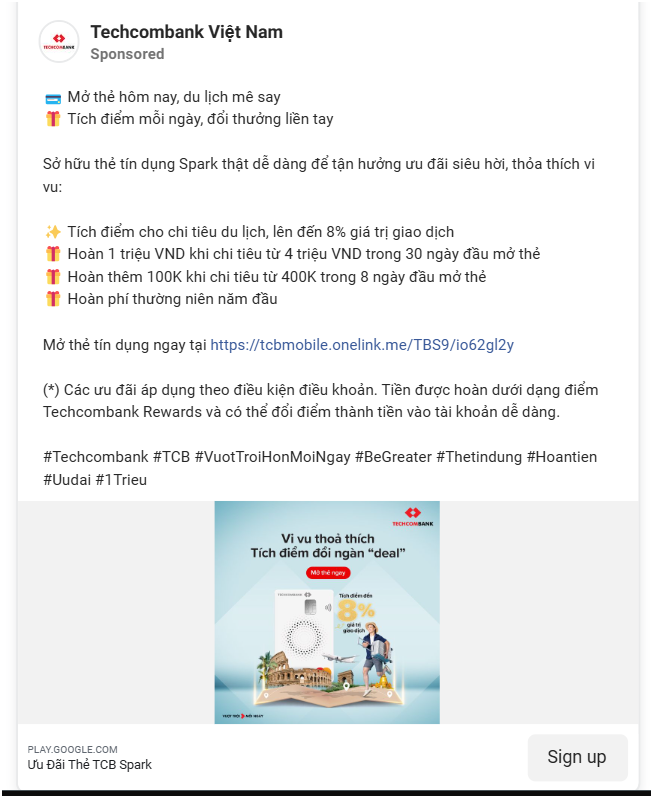 Techcombank Việt Nam
Sponsored
TECHCOMBANK
Mở thẻ hôm nay, du lịch mê say
Tích điểm mỗi ngày, đổi thưởng liền tay
Sở hữu thẻ tín dụng Spark thật dễ dàng để tận hưởng ưu đãi siêu hời, thỏa thích vi
vu:
Tích điểm cho chi tiêu du lịch, lên đến 8% giá trị giao dịch
Hoàn 1 triệu VND khi chi tiêu từ 4 triệu VND trong 30 ngày đầu mở thẻ
Hoàn thêm 100K khi chi tiêu từ 400K trong 8 ngày đầu mở thẻ
Hoàn phí thường niên năm đầu
Mở thẻ tín dụng ngay tại https://tcbmobile.onelink.me/TBS9/io62gl2y
(*) Các ưu đãi áp dụng theo điều kiện điều khoản. Tiền được hoàn dưới dạng điểm
Techcombank Rewards và có thể đổi điểm thành tiền vào tài khoản dễ dàng.
#Techcombank #TCB #VuotTroiHonMoiNgay #BeGreater #Thetindung #Hoantien
#Uudai #1Trieu
TECHCOMBANK
Vi vu thoả thích
Tích điểm đổi ngàn “deal”
Mở thẻ ngay
TECHCOMBANK
Tích điểm đến
8%
giá trị
giao dịch
VƯỢT TRỘI HƠN MỖI NGÀY
PLAY.GOOGLE.COM
Ưu Đãi Thẻ TCB Spark
Sign up